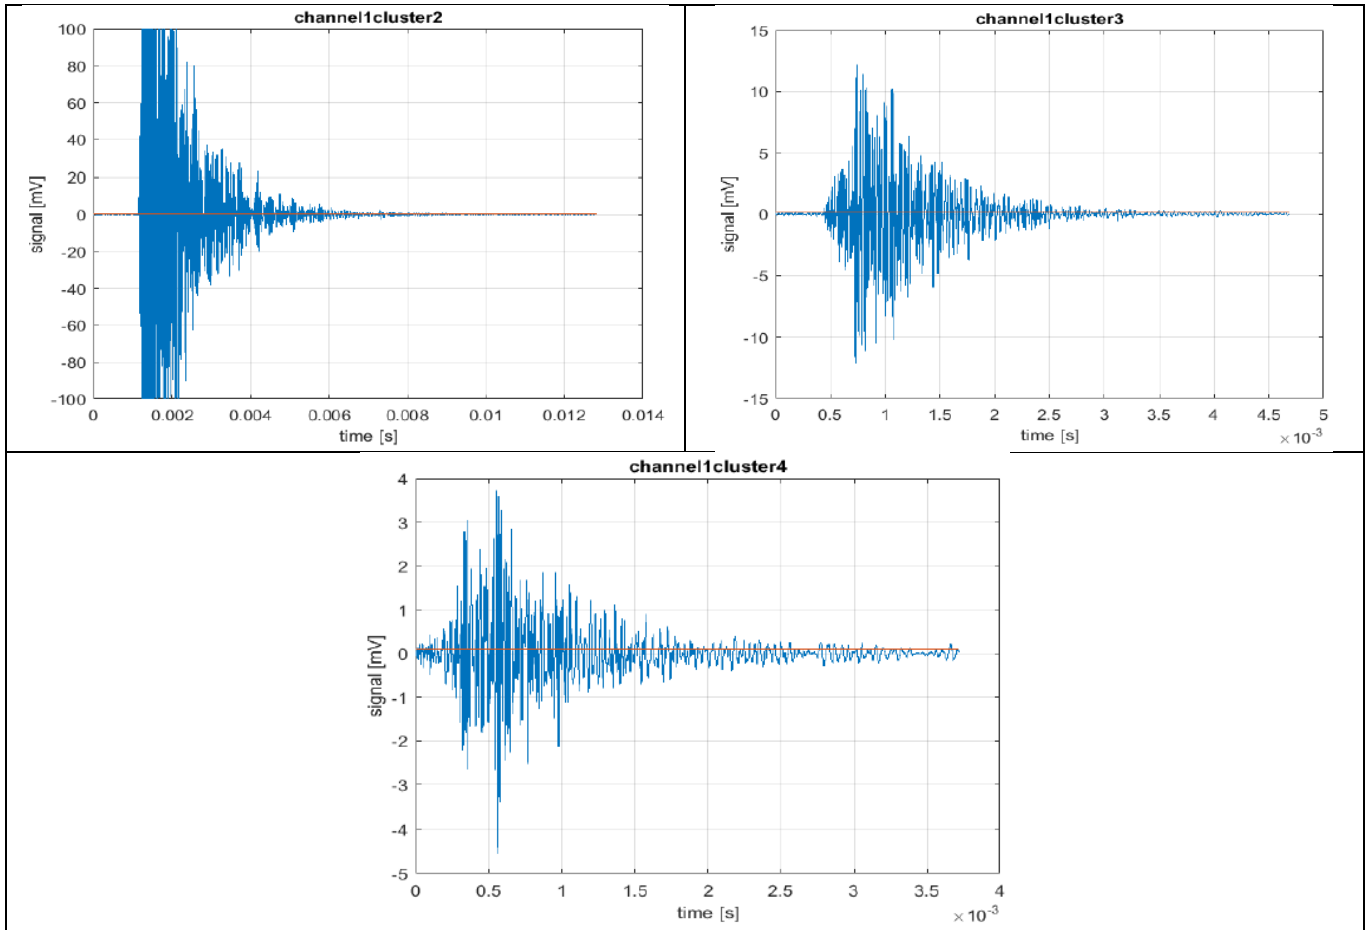 channel1cluster2
100
80
60
40
20
0
-20
-40
-60
-80
-100
signal [mV]
0 0.002 0.004 0.006 0.008 0.01 0.012 0.014
time [s]
channel1cluster3
15
10
5
0
-5
-10
-15
signal [mV]
0 0.5 1 1.5 2 2.5 3 3.5 4 4.5 5
time [s]
×10-3
channel1cluster4
4
3
2
1
0
-1
-2
-3
-4
-5
signal [mV]
0 0.5 1 1.5 2 2.5 3 3.5 4
time [s]
×10-3